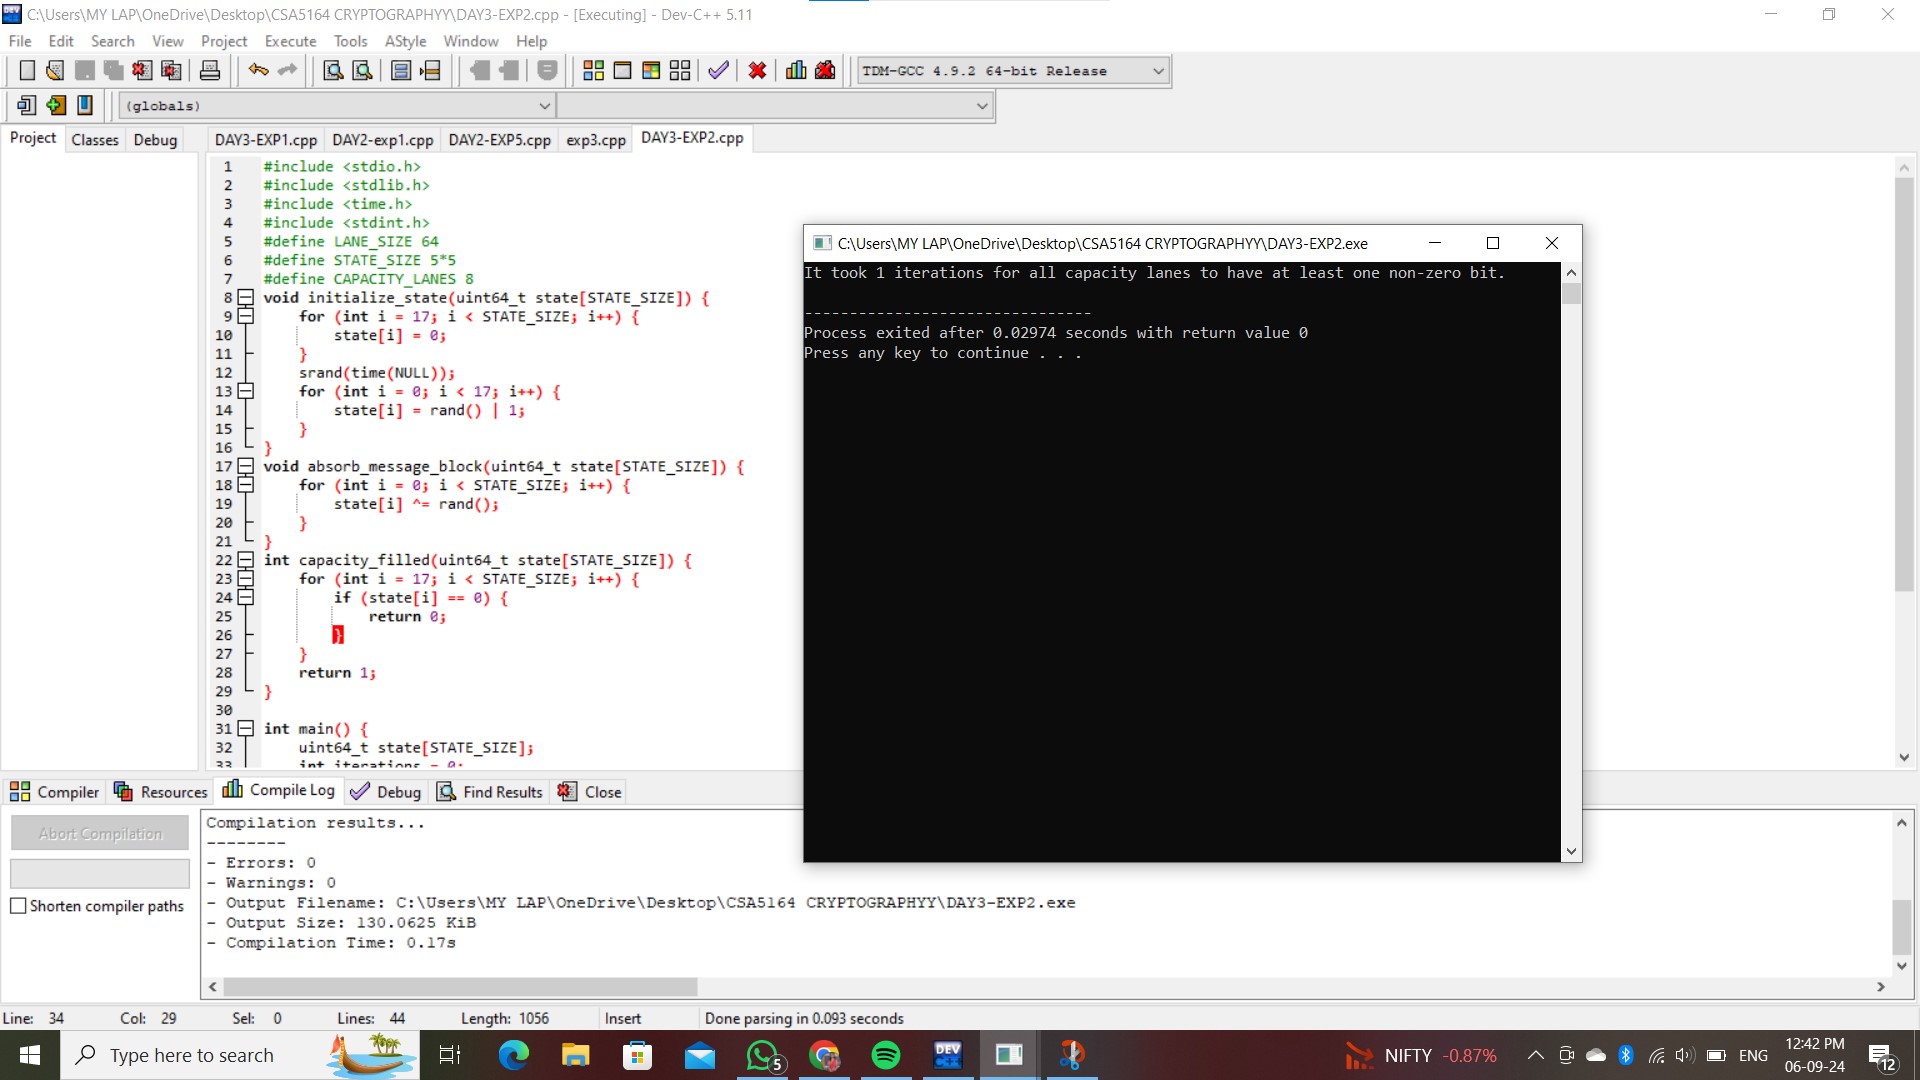 C:\Users\MY LAP\OneDrive\Desktop\CSA5164 CRYPTOGRAPHYY\DAY3-EXP2.cpp - [Executing] - Dev-C++ 5.11
File Edit Search View Project Execute Tools AStyle Window Help
TDM-GCC 4.9.2 64-bit Release
(globals)
Project Classes Debug DAY3-EXP1.cpp DAY2-exp1.cpp DAY2-EXP5.cpp exp3.cpp DAY3-EXP2.cpp
1 #include <stdio.h>
2 #include <stdlib.h>
3 #include <time.h>
4 #include <stdint.h>
5 #define LANE_SIZE 64
6 #define STATE_SIZE 5*5
7 #define CAPACITY_LANES 8
8 void initialize_state(uint64_t state[STATE_SIZE]) {
9 for (int i = 17; i < STATE_SIZE; i++) {
10 state[i] = 0;
11 }
12 srand(time(NULL));
13 for (int i = 0; i < 17; i++) {
14 state[i] = rand() | 1;
15 }
16 }
17 void absorb_message_block(uint64_t state[STATE_SIZE]) {
18 for (int i = 0; i < STATE_SIZE; i++) {
19 state[i] ^= rand();
20 }
21 }
22 int capacity_filled(uint64_t state[STATE_SIZE]) {
23 for (int i = 17; i < STATE_SIZE; i++) {
24 if (state[i] == 0) {
25 return 0;
26 }
27 }
28 return 1;
29 }
30
31 int main() {
32 uint64_t state[STATE_SIZE];
33 int iterations = 0;
C:\Users\MY LAP\OneDrive\Desktop\CSA5164 CRYPTOGRAPHYY\DAY3-EXP2.exe
It took 1 iterations for all capacity lanes to have at least one non-zero bit.
--------------------------------
Process exited after 0.02974 seconds with return value 0
Press any key to continue . . .
Compiler Resources Compile Log Debug Find Results Close
Abort Compilation
Shorten compiler paths
Compilation results...
--------
- Errors: 0
- Warnings: 0
- Output Filename: C:\Users\MY LAP\OneDrive\Desktop\CSA5164 CRYPTOGRAPHYY\DAY3-EXP2.exe
- Output Size: 130.0625 KiB
- Compilation Time: 0.17s
Line: 34 Col: 29 Sel: 0 Lines: 44 Length: 1056 Insert Done parsing in 0.093 seconds
Type here to search
5
DEV C++
NIFTY -0.87%
ENG
12:42 PM
06-09-24
12